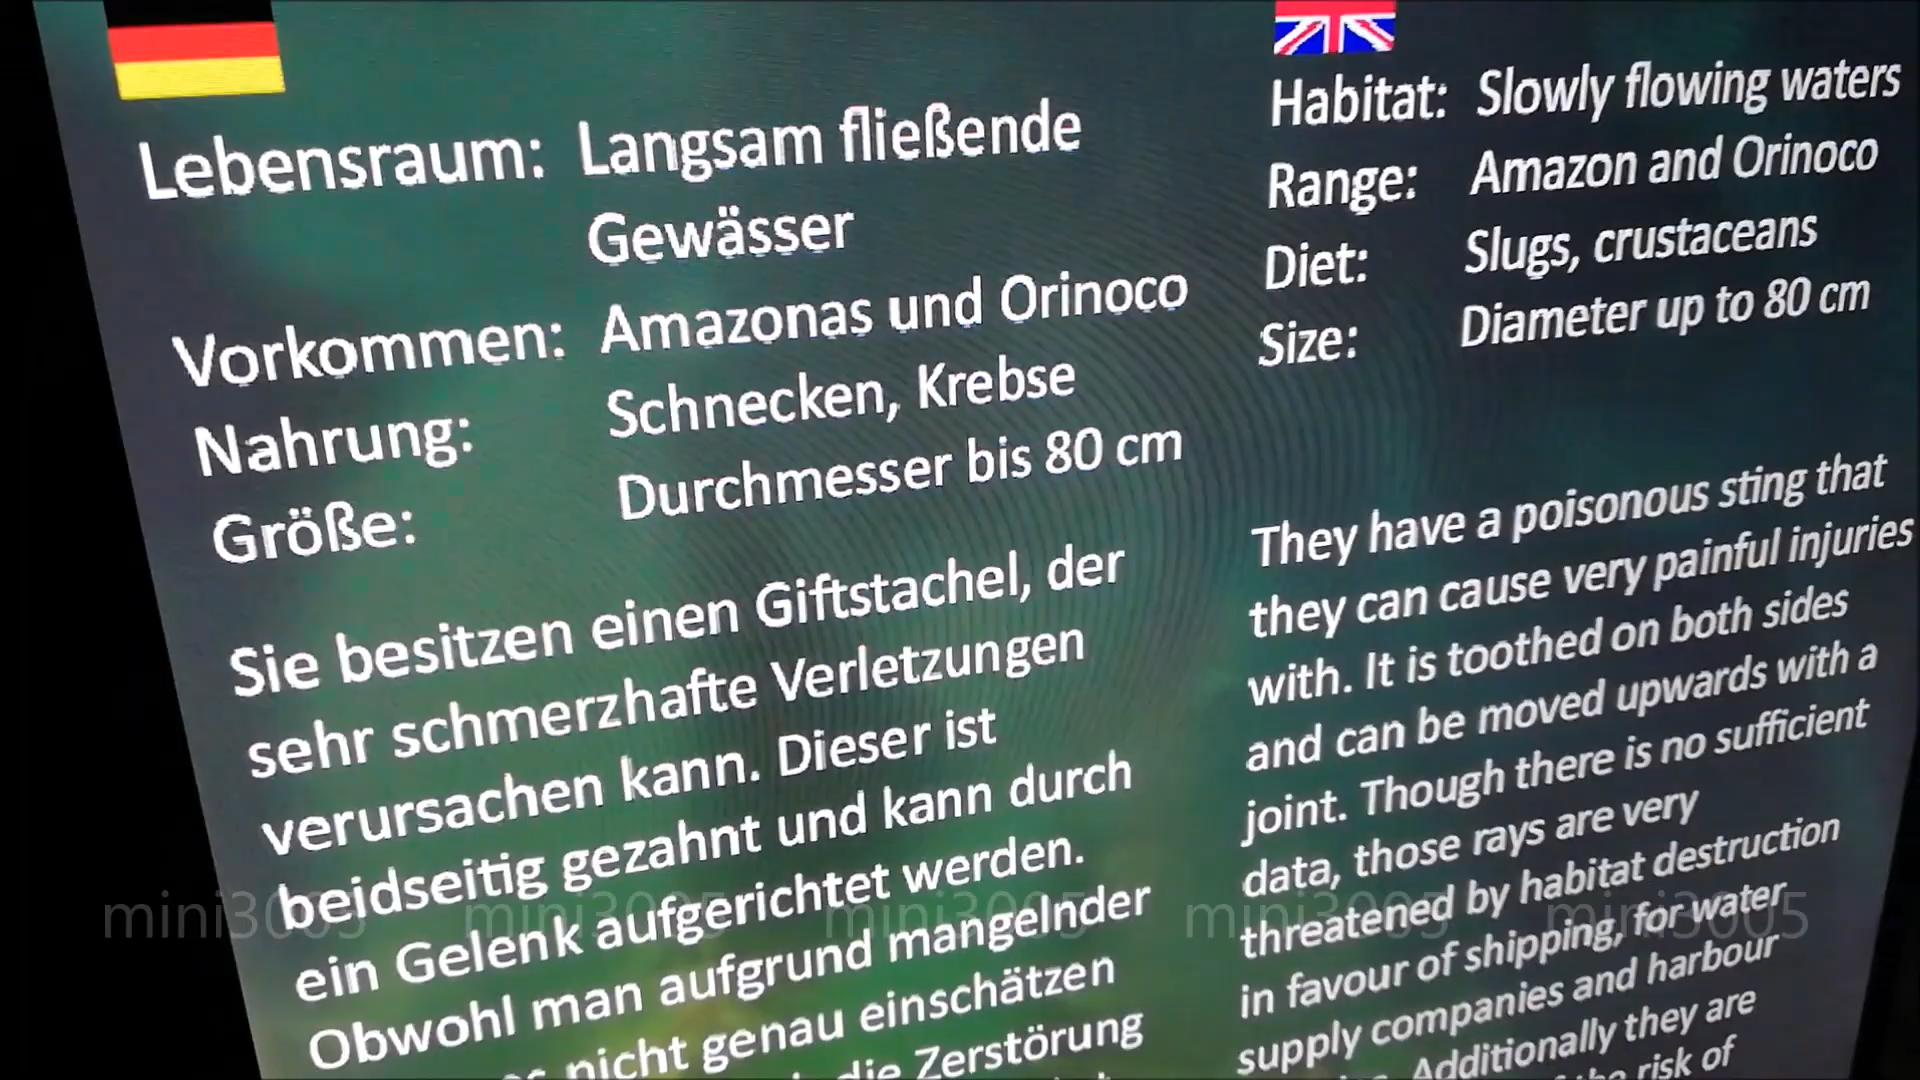 Lebensraum: Langsam fließende
Gewässer
Vorkommen: Amazonas und Orinoco
Nahrung: Schnecken, Krebse
Größe: Durchmesser bis 80 cm
Sie besitzen einen Giftstachel, der
sehr schmerzhafte Verletzungen
verursachen kann. Dieser ist
beidseitig gezahnt und kann durch
ein Gelenk aufgerichtet werden.
Obwohl man aufgrund mangelnder
nicht genau einschätzen
die Zerstörung
Habitat: Slowly flowing waters
Range: Amazon and Orinoco
Diet: Slugs, crustaceans
Size: Diameter up to 80 cm
They have a poisonous sting that
they can cause very painful injuries
with. It is toothed on both sides
and can be moved upwards with a
joint. Though there is no sufficient
data, those rays are very
threatened by habitat destruction
in favour of shipping, for water
supply companies and harbour
Additionally they are
risk of
mini3005 mini3005 mini3005 mini3005 mini3005